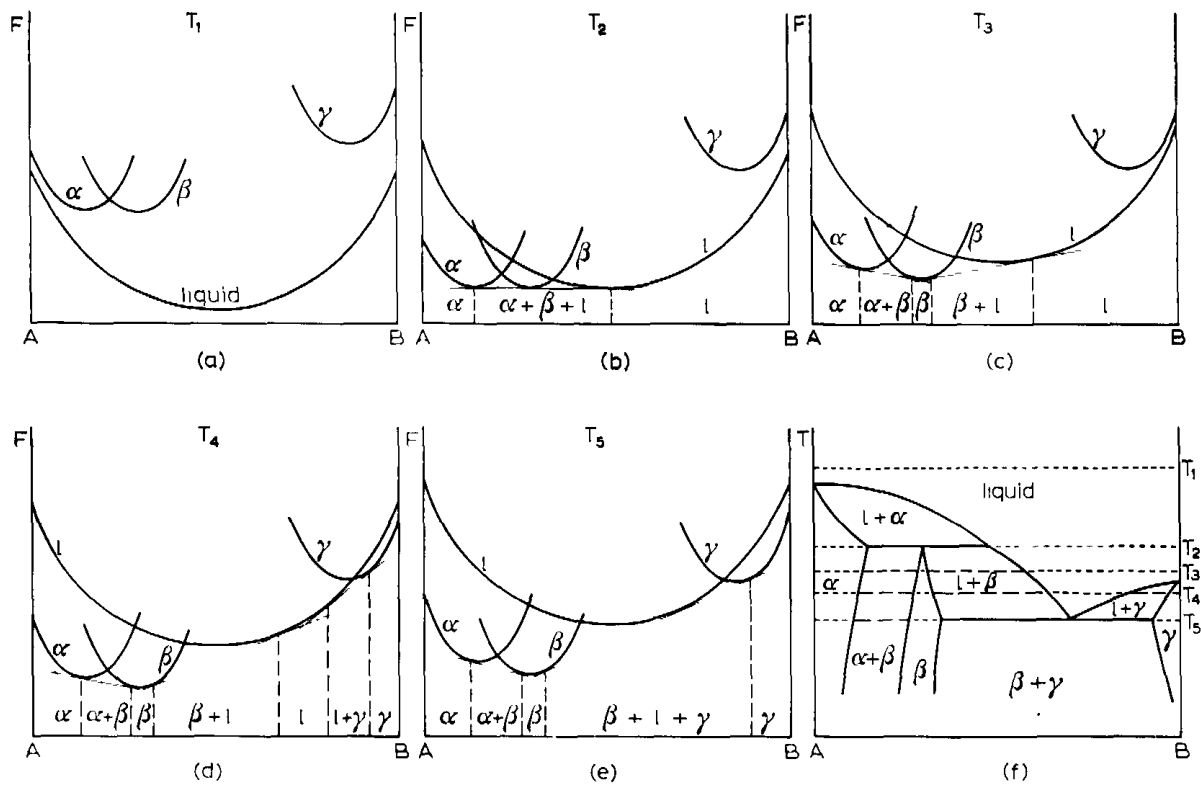 F T₁
γ
α β
liquid
A B
(a)
F T₂
γ
α β l
α α + β + l l
A B
(b)
F T₃
γ
α β l
α α + β β β + l l
A B
(c)
F T₄
l γ
α β
α α+β β β+l l l+γ γ
A B
(d)
F T₅
l γ
α β
α α+β β β + l + γ γ
A B
(e)
T
T₁
liquid
l + α
T₂
α l + β T₃
T₄
l+γ
T₅
α+β β β + γ γ
A B
(f)